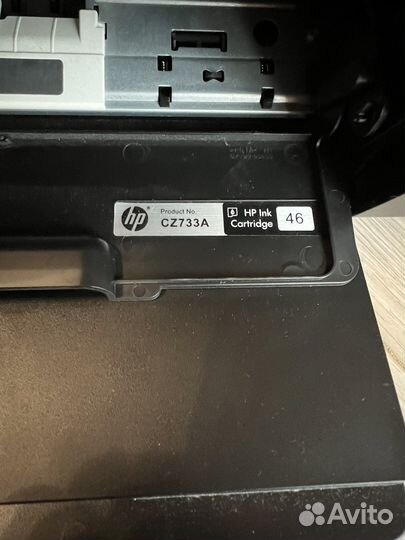 hp
Product No.
CZ733A
HP Ink
Cartridge
46
Avito